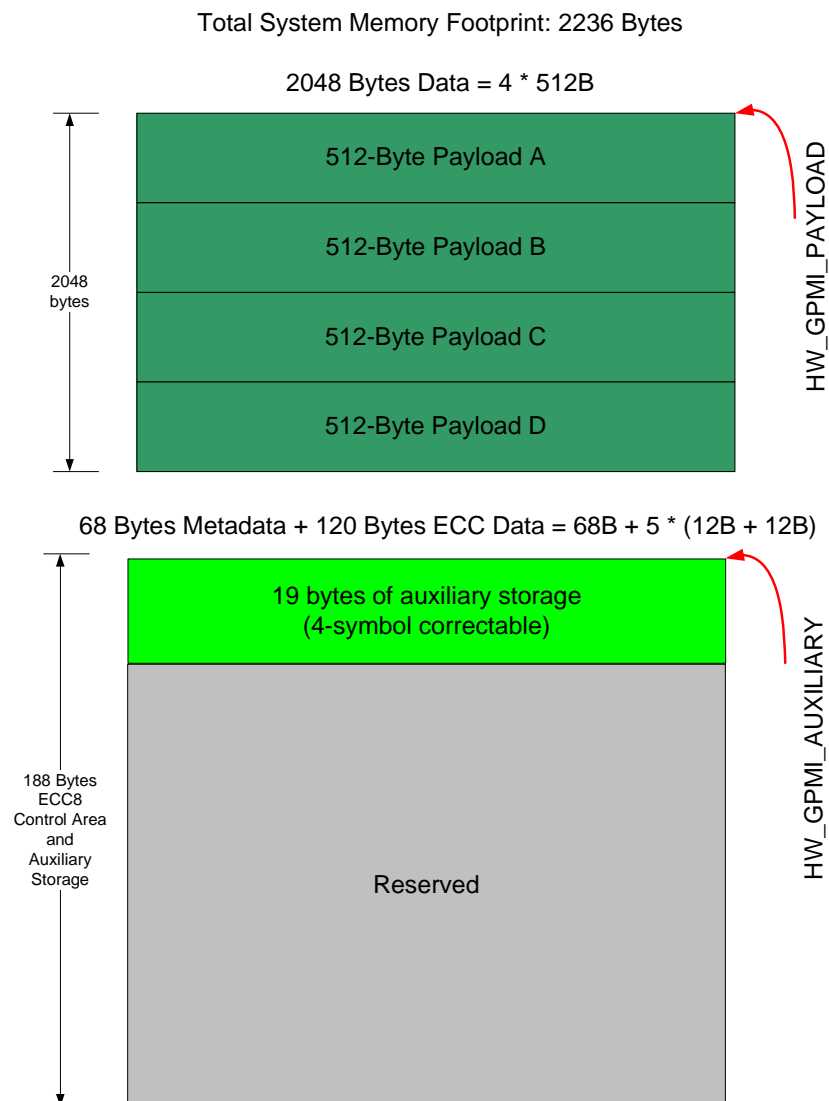 Total System Memory Footprint: 2236 Bytes
2048 Bytes Data = 4 * 512B
512-Byte Payload A
512-Byte Payload B
512-Byte Payload C
512-Byte Payload D
2048
bytes
HW_GPMI_PAYLOAD
68 Bytes Metadata + 120 Bytes ECC Data = 68B + 5 * (12B + 12B)
19 bytes of auxiliary storage
(4-symbol correctable)
HW_GPMI_AUXILIARY
188 Bytes
ECC8
Control Area
and
Auxiliary
Storage
Reserved